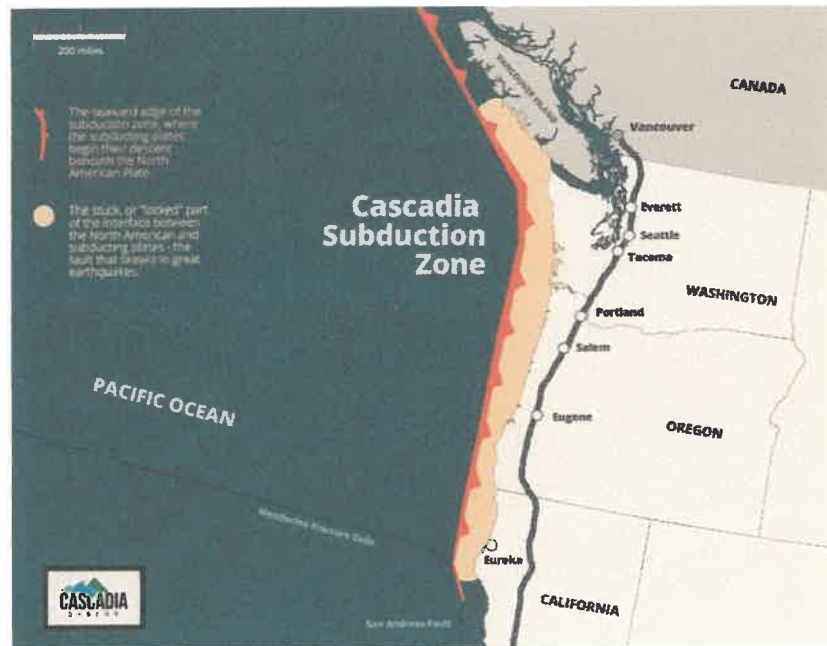 200 miles
The seaward edge of the
subduction zone, where
the subducting plates
begin their descent
beneath the North
American Plate.
The stuck, or "locked" part
of the interface between
the North American and
subducting plates - the
fault that breaks in great
earthquakes.
Cascadia
Subduction
Zone
PACIFIC OCEAN
Mendocino Fracture Zone
San Andreas Fault
VANCOUVER ISLAND
CANADA
Vancouver
Everett
Seattle
Tacoma
WASHINGTON
Portland
Salem
Eugene
OREGON
Eureka
CALIFORNIA
CASCADIA